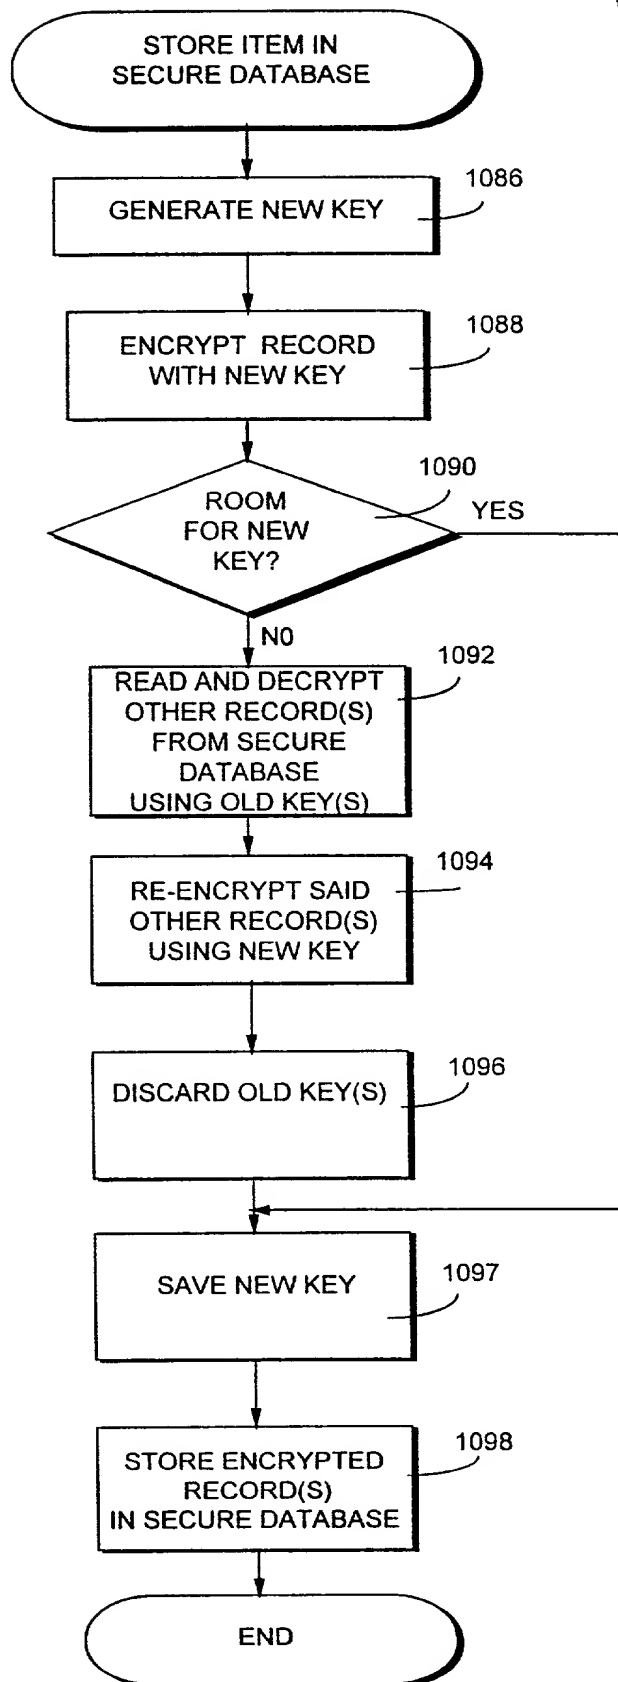 STORE ITEM IN
SECURE DATABASE
1086
GENERATE NEW KEY
1088
ENCRYPT RECORD
WITH NEW KEY
1090
ROOM
FOR NEW
KEY?
YES
N0
1092
READ AND DECRYPT
OTHER RECORD(S)
FROM SECURE
DATABASE
USING OLD KEY(S)
1094
RE-ENCRYPT SAID
OTHER RECORD(S)
USING NEW KEY
1096
DISCARD OLD KEY(S)
SAVE NEW KEY
1097
1098
STORE ENCRYPTED
RECORD(S)
IN SECURE DATABASE
END